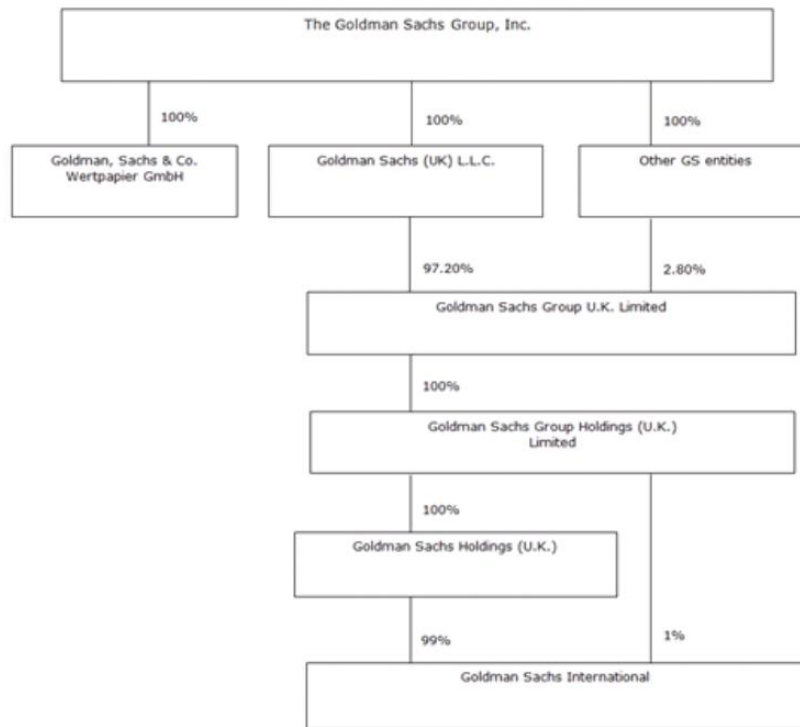 The Goldman Sachs Group, Inc.
100%
100%
100%
Goldman, Sachs & Co.
Wertpapier GmbH
Goldman Sachs (UK) L.L.C.
Other GS entities
97.20%
2.80%
Goldman Sachs Group U.K. Limited
100%
Goldman Sachs Group Holdings (U.K.)
Limited
100%
Goldman Sachs Holdings (U.K.)
99%
1%
Goldman Sachs International